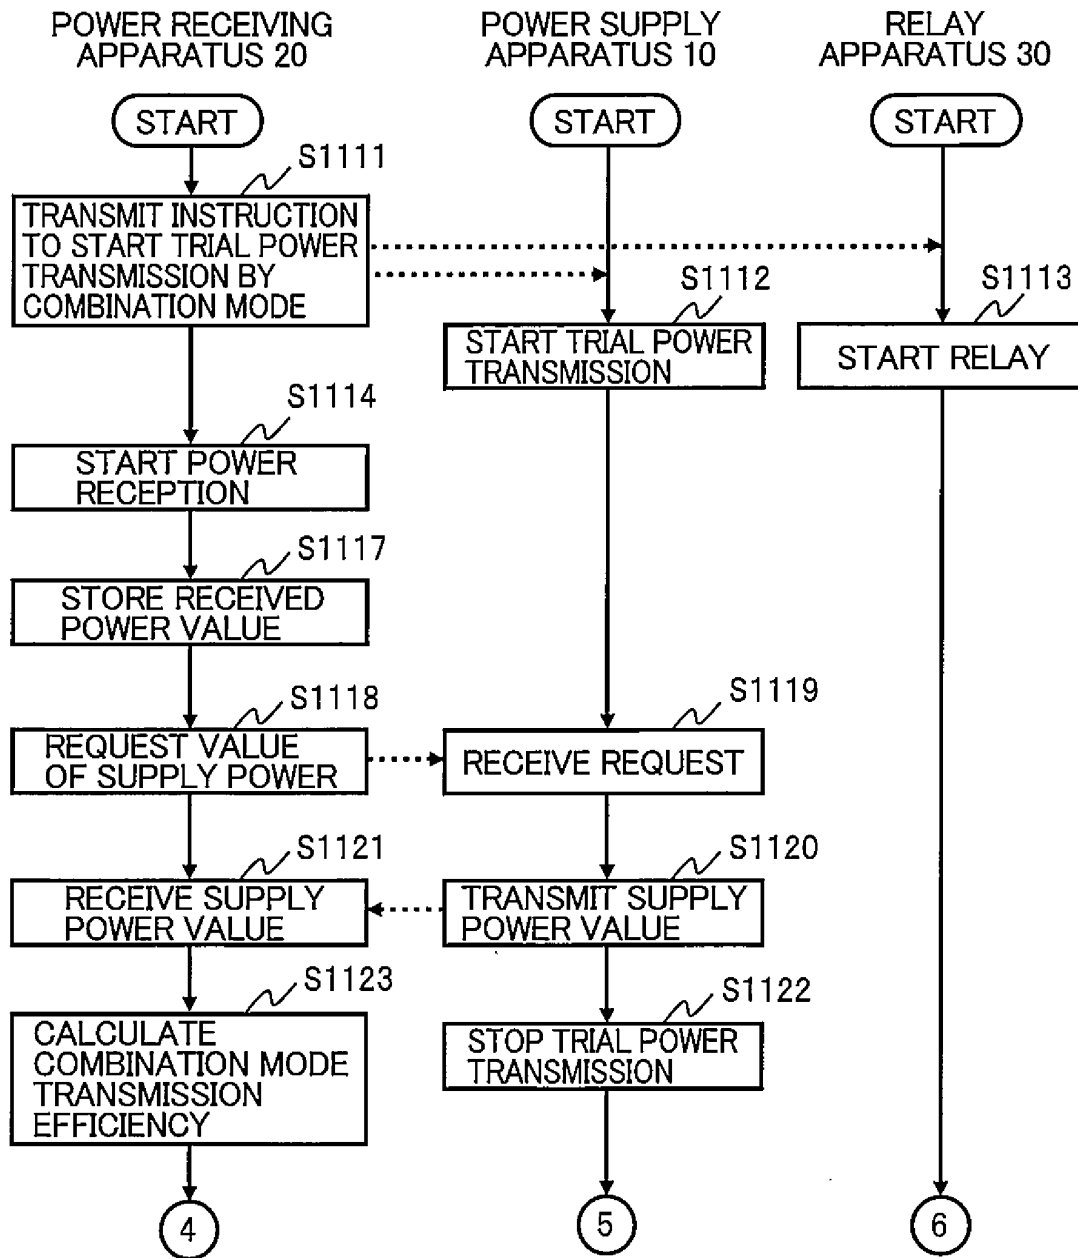 POWER RECEIVING
APPARATUS 20
POWER SUPPLY
APPARATUS 10
RELAY
APPARATUS 30
START
START
START
S1111
TRANSMIT INSTRUCTION
TO START TRIAL POWER
TRANSMISSION BY
COMBINATION MODE
S1112
START TRIAL POWER
TRANSMISSION
S1113
START RELAY
S1114
START POWER
RECEPTION
S1117
STORE RECEIVED
POWER VALUE
S1118
REQUEST VALUE
OF SUPPLY POWER
S1119
RECEIVE REQUEST
S1121
RECEIVE SUPPLY
POWER VALUE
S1120
TRANSMIT SUPPLY
POWER VALUE
S1123
CALCULATE
COMBINATION MODE
TRANSMISSION
EFFICIENCY
S1122
STOP TRIAL POWER
TRANSMISSION
4
5
6